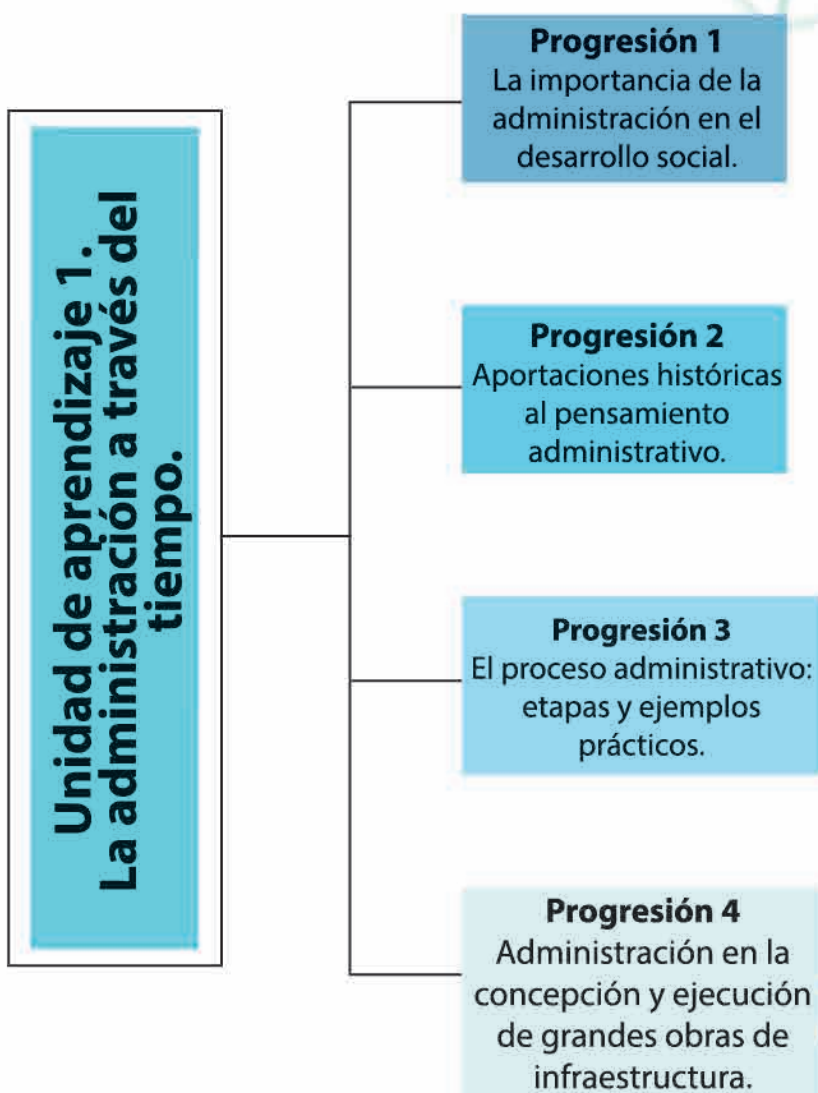 Unidad de aprendizaje 1.
La administración a través del
tiempo.
Progresión 1
La importancia de la
administración en el
desarrollo social.
Progresión 2
Aportaciones históricas
al pensamiento
administrativo.
Progresión 3
El proceso administrativo:
etapas y ejemplos
prácticos.
Progresión 4
Administración en la
concepción y ejecución
de grandes obras de
infraestructura.